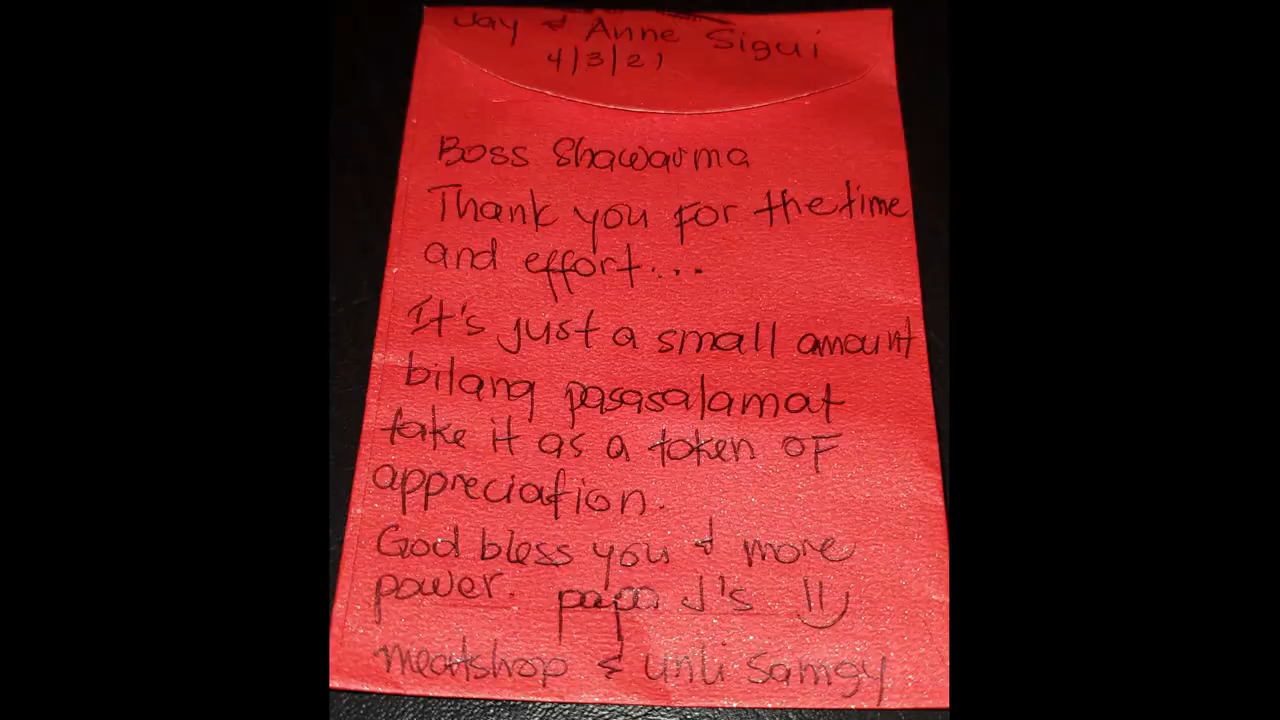 Jay & Anne Sigui
4/3/21
Boss Shawarma
Thank you for the time
and effort....
It's just a small amount
bilang pasasalamat
take it as a token of
appreciation.
God bless you & more
power. papa J's
meatshop & unli samgy